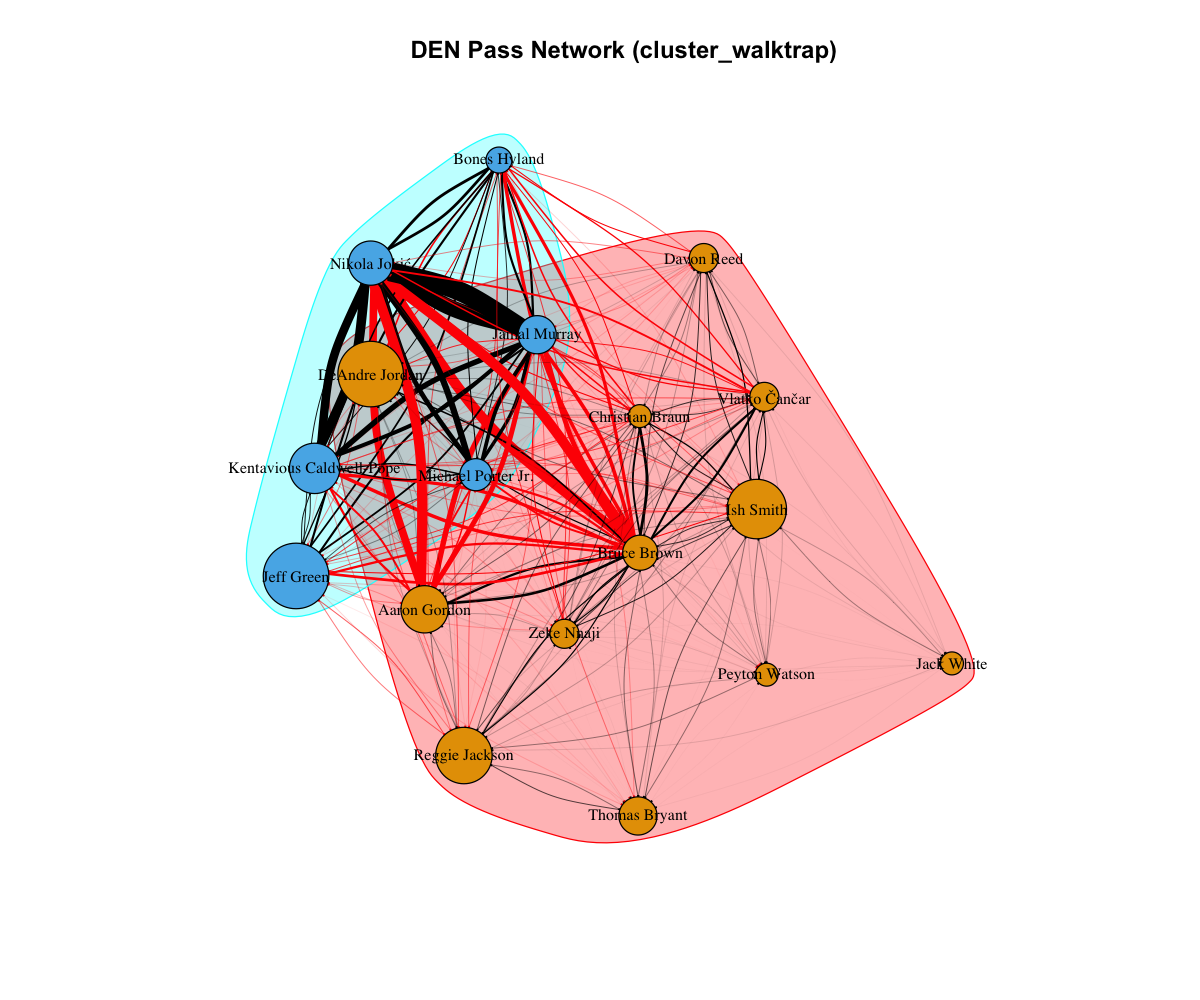 DEN Pass Network (cluster_walktrap)
Bones Hyland
Davon Reed
Nikola Jokić
Jamal Murray
DeAndre Jordan
Vlatko Čančar
Christian Braun
Kentavious Caldwell-Pope
Michael Porter Jr.
Ish Smith
Bruce Brown
Jeff Green
Aaron Gordon
Zeke Nnaji
Jack White
Peyton Watson
Reggie Jackson
Thomas Bryant